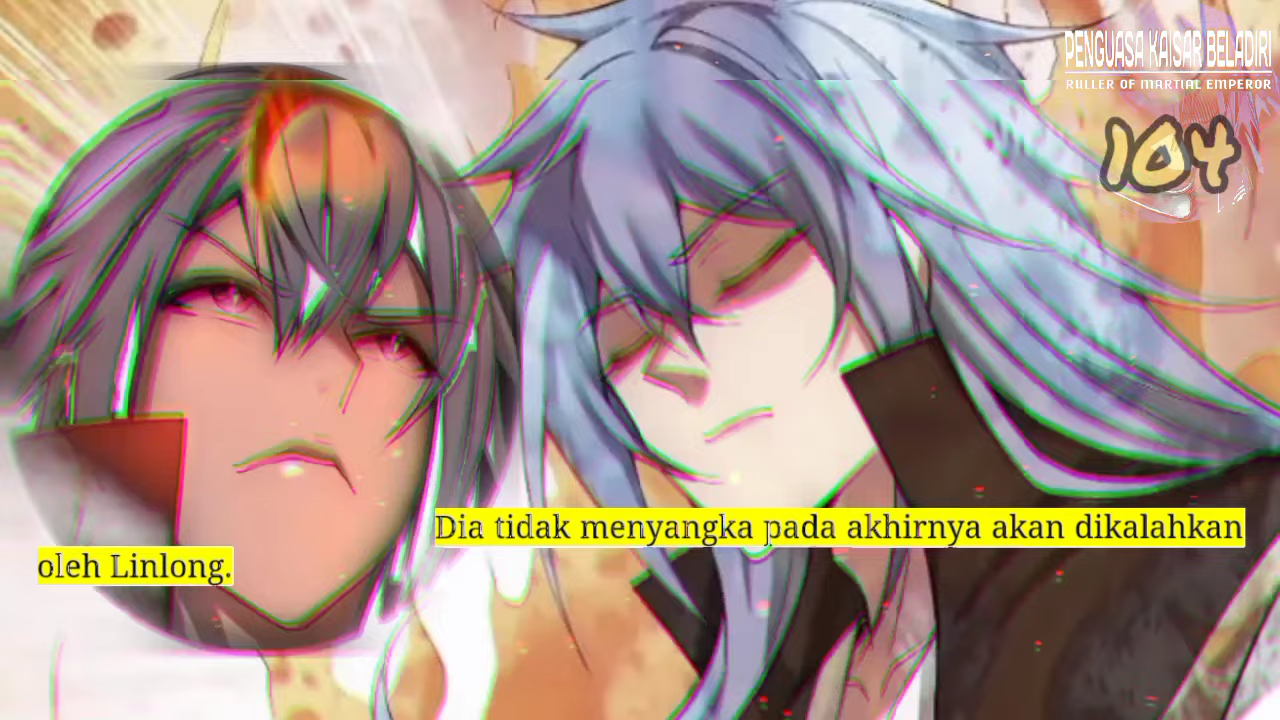 PENGUASA KAISAR BELADIRI
RULLER OF MARTIAL EMPEROR
104
Dia tidak menyangka pada akhirnya akan dikalahkan
oleh Linlong.